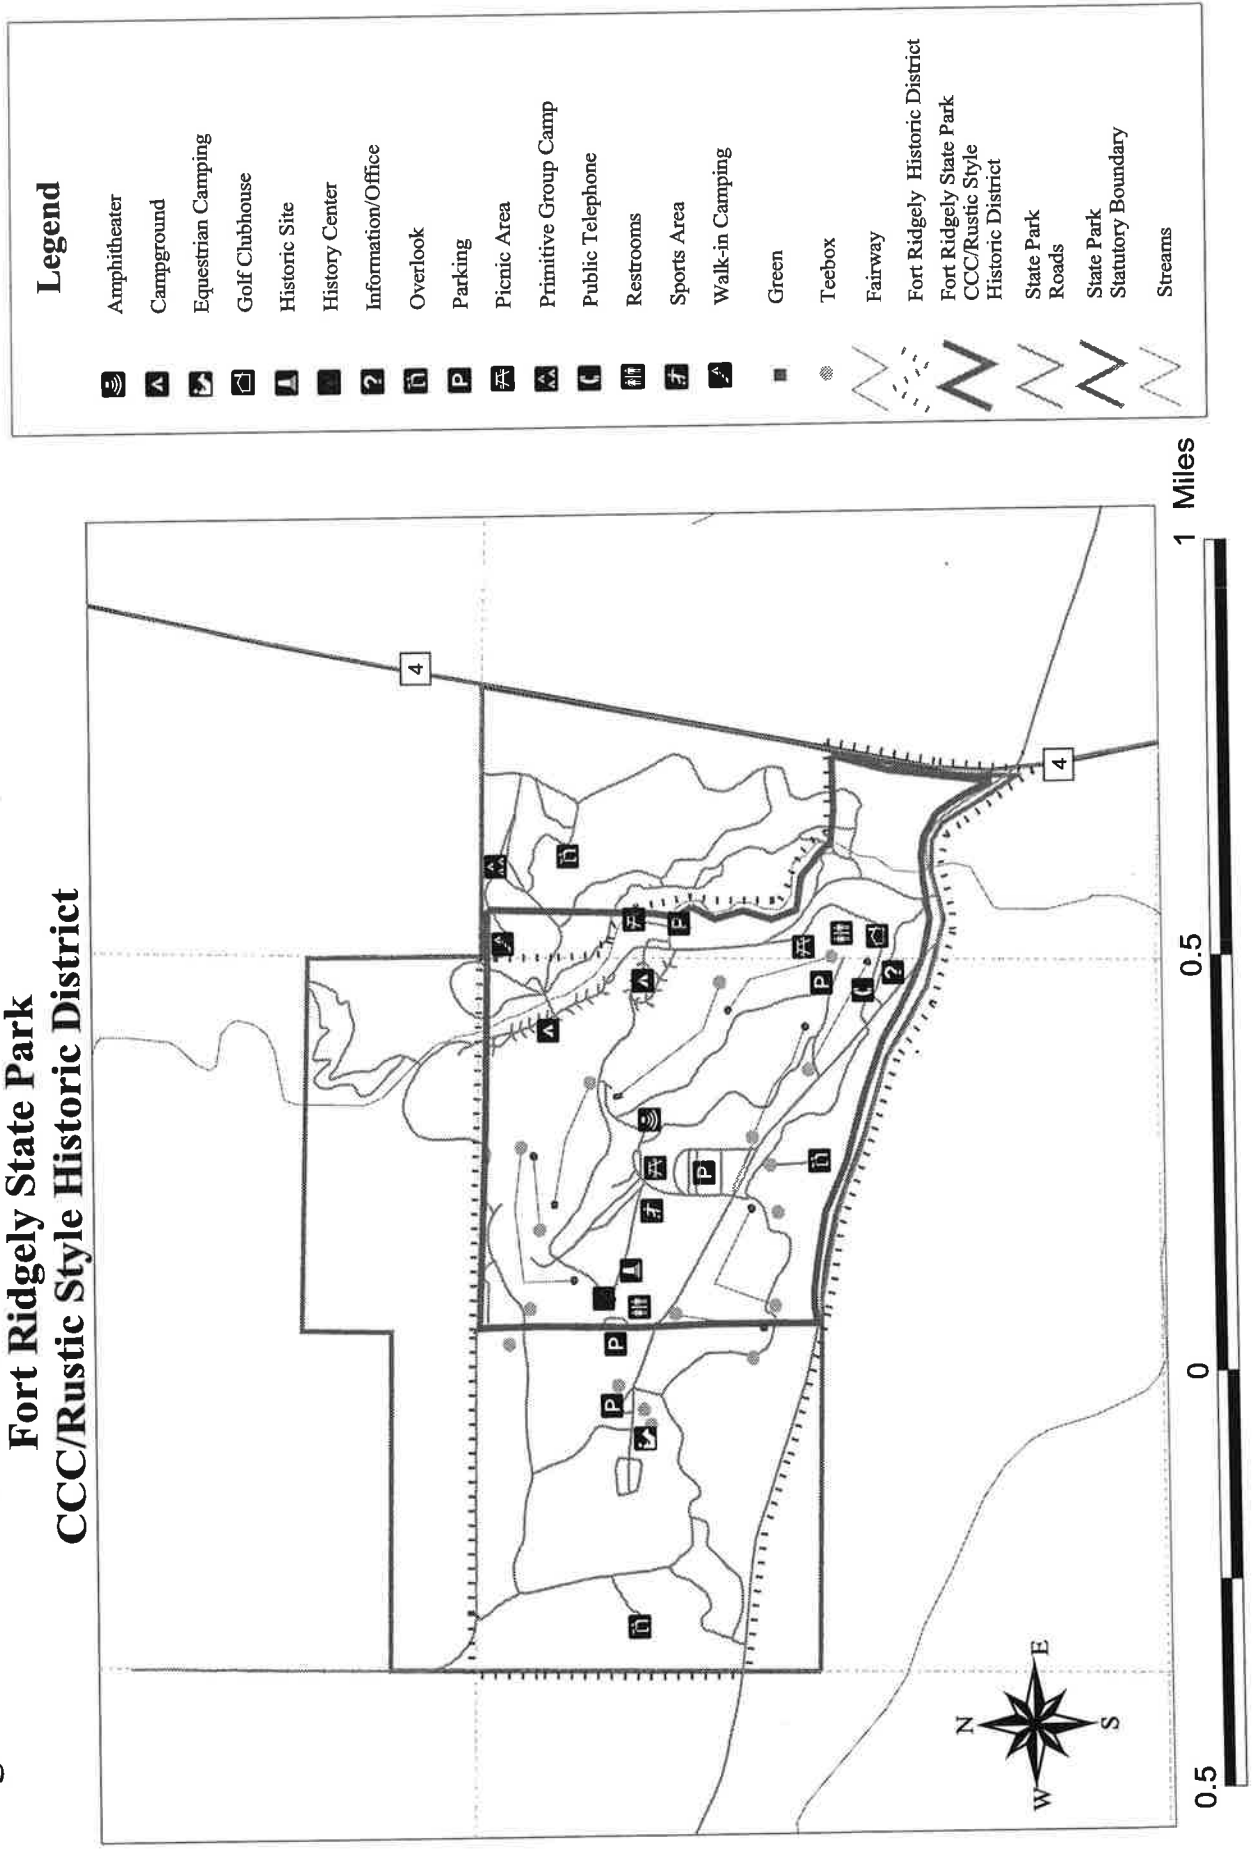 Fort Ridgely State Park
CCC/Rustic Style Historic District
4
4
P
P
P
P
?
N
W
E
S
0.5
0
0.5
1
Miles
Legend
Amphitheater
Campground
Equestrian Camping
Golf Clubhouse
Historic Site
History Center
? Information/Office
Overlook
P Parking
Picnic Area
Primitive Group Camp
Public Telephone
Restrooms
Sports Area
Walk-in Camping
Green
Teebox
Fairway
Fort Ridgely Historic District
Fort Ridgely State Park
CCC/Rustic Style
Historic District
State Park
Roads
State Park
Statutory Boundary
Streams